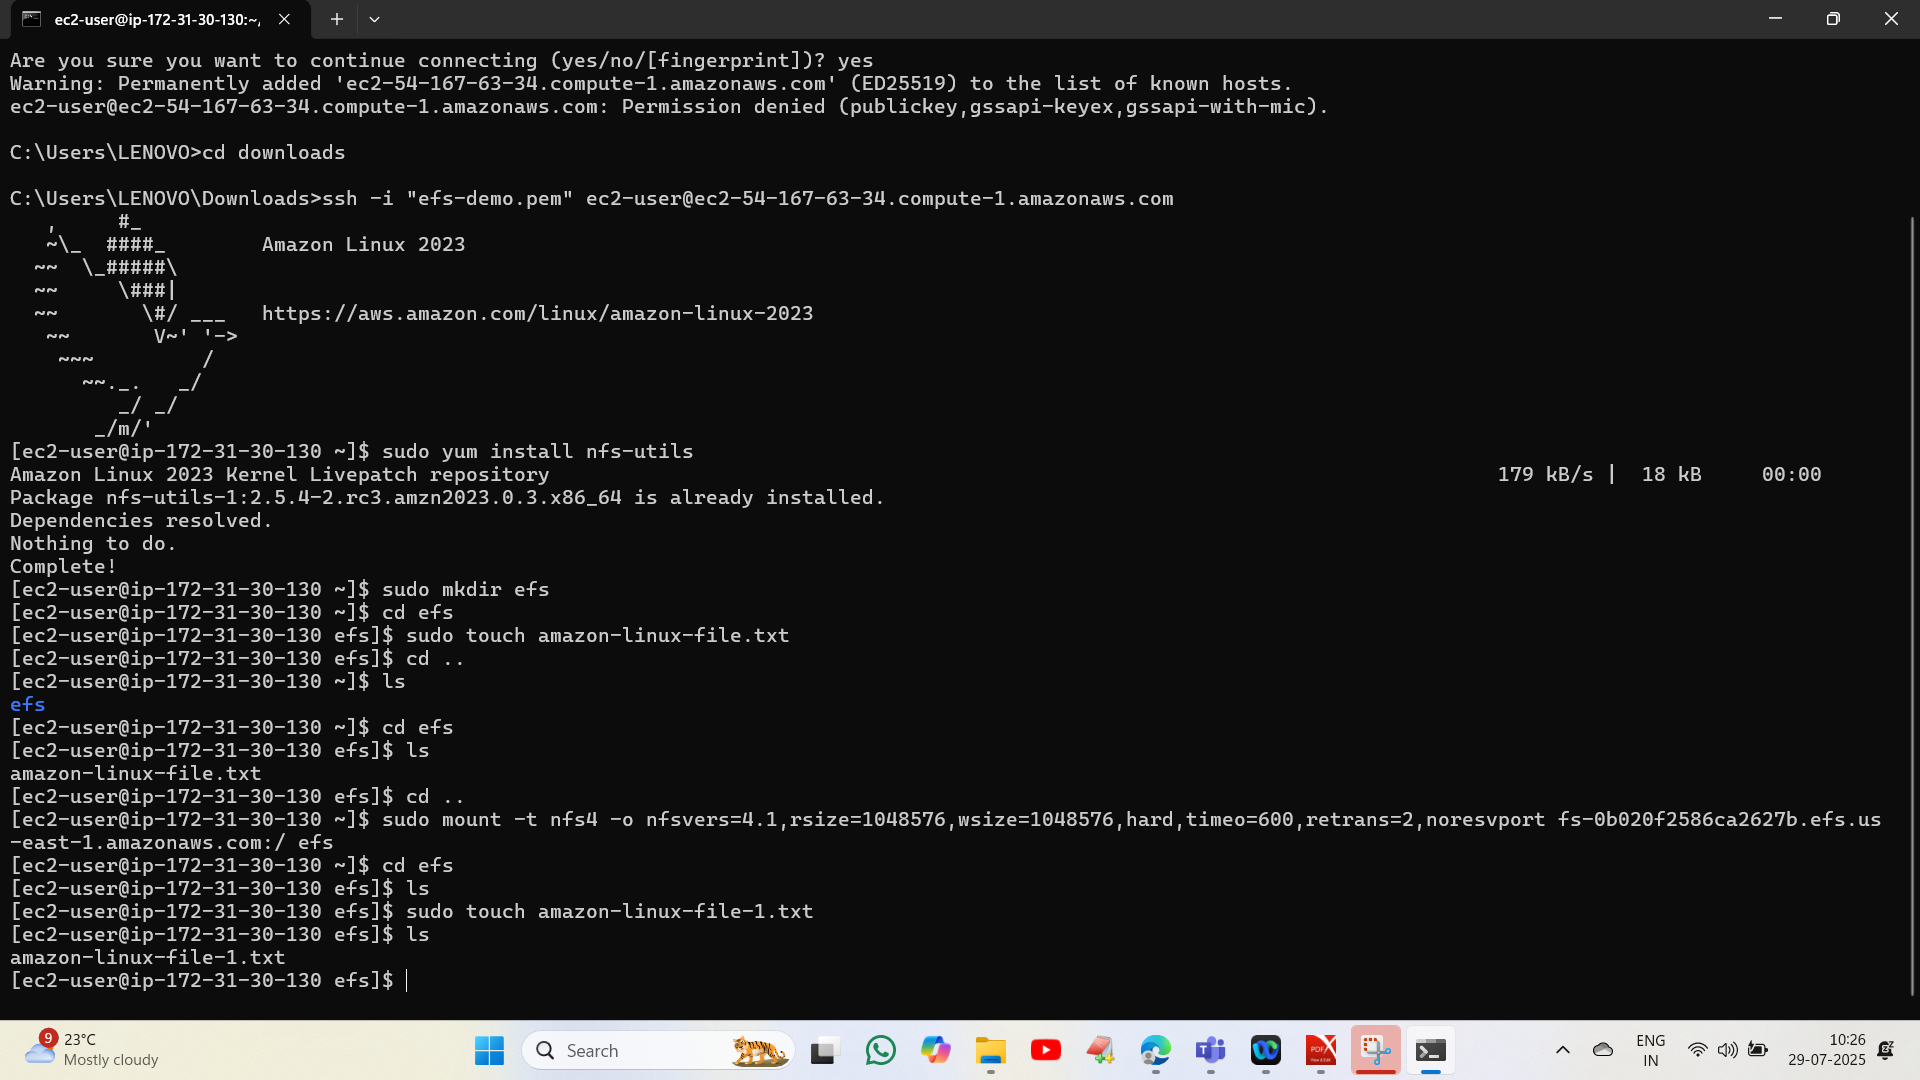 ec2-user@ip-172-31-30-130:~/
Are you sure you want to continue connecting (yes/no/[fingerprint])? yes
Warning: Permanently added 'ec2-54-167-63-34.compute-1.amazonaws.com' (ED25519) to the list of known hosts.
ec2-user@ec2-54-167-63-34.compute-1.amazonaws.com: Permission denied (publickey,gssapi-keyex,gssapi-with-mic).
C:\Users\LENOVO>cd downloads
C:\Users\LENOVO\Downloads>ssh -i "efs-demo.pem" ec2-user@ec2-54-167-63-34.compute-1.amazonaws.com
   ,     #_
   ~\_  ####_        Amazon Linux 2023
  ~~  \_#####\
  ~~     \###|
  ~~       \#/ ___   https://aws.amazon.com/linux/amazon-linux-2023
   ~~       V~' '->
    ~~~         /
      ~~._.   _/
         _/ _/
       _/m/'
[ec2-user@ip-172-31-30-130 ~]$ sudo yum install nfs-utils
Amazon Linux 2023 Kernel Livepatch repository 179 kB/s | 18 kB 00:00
Package nfs-utils-1:2.5.4-2.rc3.amzn2023.0.3.x86_64 is already installed.
Dependencies resolved.
Nothing to do.
Complete!
[ec2-user@ip-172-31-30-130 ~]$ sudo mkdir efs
[ec2-user@ip-172-31-30-130 ~]$ cd efs
[ec2-user@ip-172-31-30-130 efs]$ sudo touch amazon-linux-file.txt
[ec2-user@ip-172-31-30-130 efs]$ cd ..
[ec2-user@ip-172-31-30-130 ~]$ ls
efs
[ec2-user@ip-172-31-30-130 ~]$ cd efs
[ec2-user@ip-172-31-30-130 efs]$ ls
amazon-linux-file.txt
[ec2-user@ip-172-31-30-130 efs]$ cd ..
[ec2-user@ip-172-31-30-130 ~]$ sudo mount -t nfs4 -o nfsvers=4.1,rsize=1048576,wsize=1048576,hard,timeo=600,retrans=2,noresvport fs-0b020f2586ca2627b.efs.us
-east-1.amazonaws.com:/ efs
[ec2-user@ip-172-31-30-130 ~]$ cd efs
[ec2-user@ip-172-31-30-130 efs]$ ls
[ec2-user@ip-172-31-30-130 efs]$ sudo touch amazon-linux-file-1.txt
[ec2-user@ip-172-31-30-130 efs]$ ls
amazon-linux-file-1.txt
[ec2-user@ip-172-31-30-130 efs]$
9
23°C
Mostly cloudy
Search
PDF
ENG
IN
10:26
29-07-2025